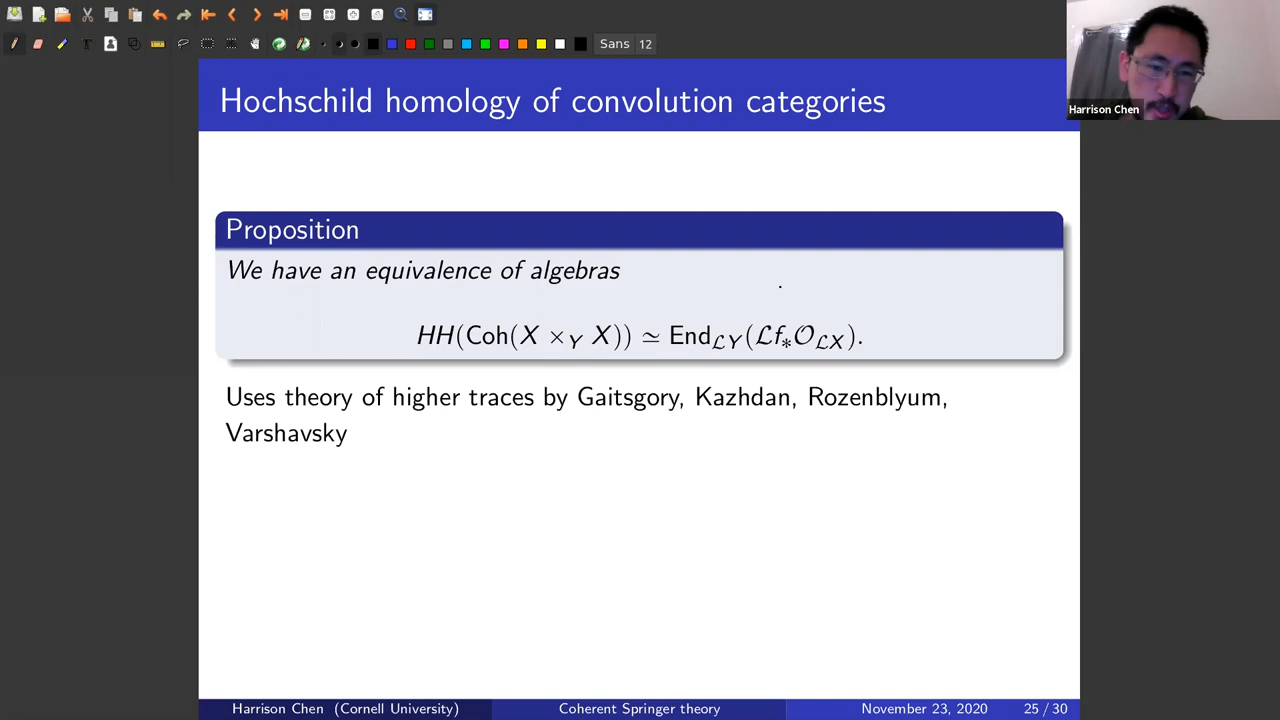 Sans 12
Harrison Chen
Hochschild homology of convolution categories
Proposition
We have an equivalence of algebras
HH(Coh(X ×_Y X)) ≃ End_{ℒY}(ℒf_*𝒪_{ℒX}).
Uses theory of higher traces by Gaitsgory, Kazhdan, Rozenblyum,
Varshavsky
Harrison Chen (Cornell University) Coherent Springer theory November 23, 2020 25 / 30